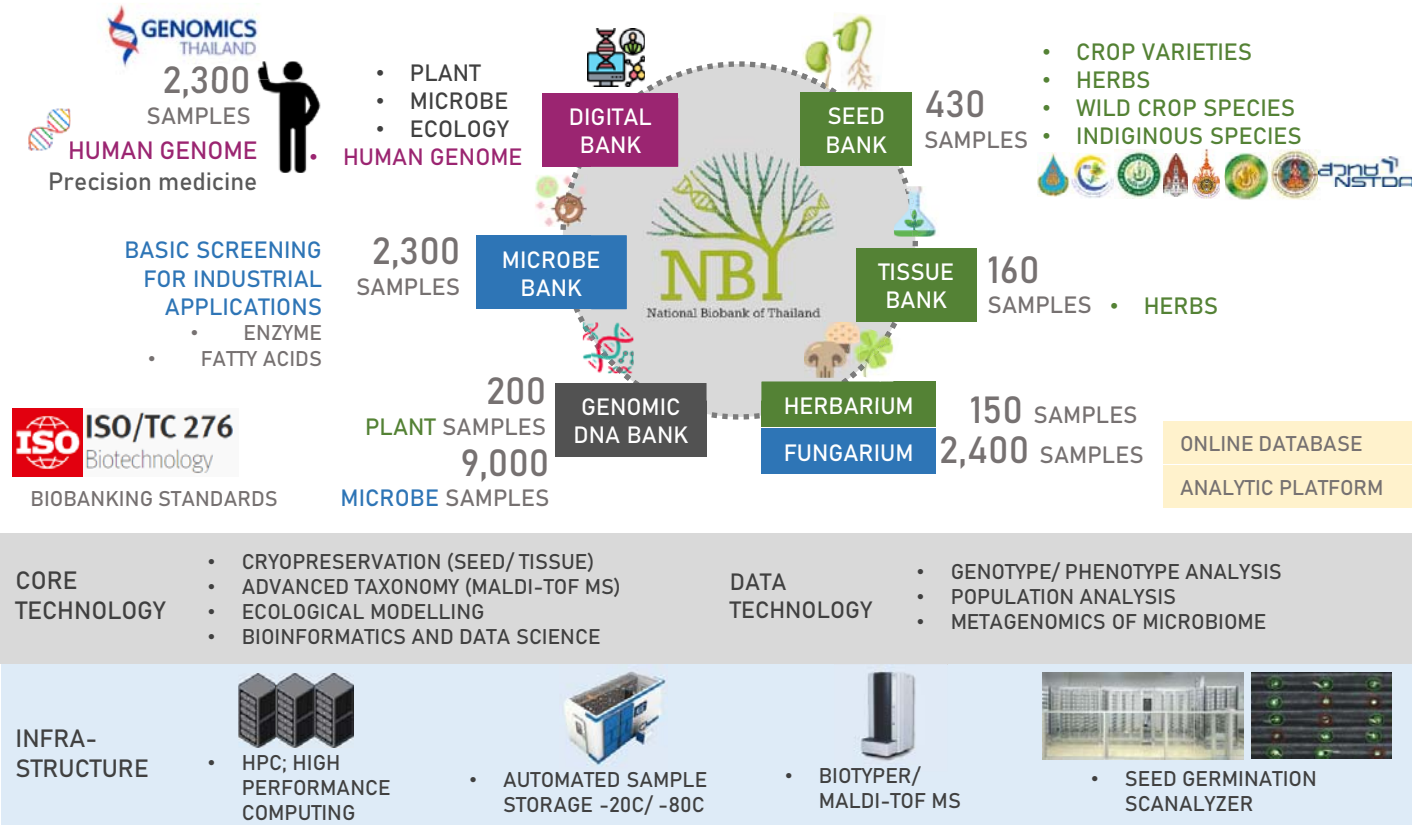 GENOMICS
THAILAND
2,300
SAMPLES
HUMAN GENOME
Precision medicine
• PLANT
• MICROBE
• ECOLOGY
• HUMAN GENOME
DIGITAL
BANK
SEED
BANK
430
SAMPLES
• CROP VARIETIES
• HERBS
• WILD CROP SPECIES
• INDIGINOUS SPECIES
สวทช
NSTDA
BASIC SCREENING
FOR INDUSTRIAL
APPLICATIONS
• ENZYME
• FATTY ACIDS
2,300
SAMPLES
MICROBE
BANK
NBT
National Biobank of Thailand
TISSUE
BANK
160
SAMPLES
• HERBS
ISO
ISO/TC 276
Biotechnology
BIOBANKING STANDARDS
200
PLANT SAMPLES
9,000
MICROBE SAMPLES
GENOMIC
DNA BANK
HERBARIUM
150 SAMPLES
FUNGARIUM
2,400 SAMPLES
ONLINE DATABASE
ANALYTIC PLATFORM
CORE
TECHNOLOGY
• CRYOPRESERVATION (SEED/ TISSUE)
• ADVANCED TAXONOMY (MALDI-TOF MS)
• ECOLOGICAL MODELLING
• BIOINFORMATICS AND DATA SCIENCE
DATA
TECHNOLOGY
• GENOTYPE/ PHENOTYPE ANALYSIS
• POPULATION ANALYSIS
• METAGENOMICS OF MICROBIOME
INFRA-
STRUCTURE
• HPC; HIGH
PERFORMANCE
COMPUTING
• AUTOMATED SAMPLE
STORAGE -20C/ -80C
• BIOTYPER/
MALDI-TOF MS
• SEED GERMINATION
SCANALYZER